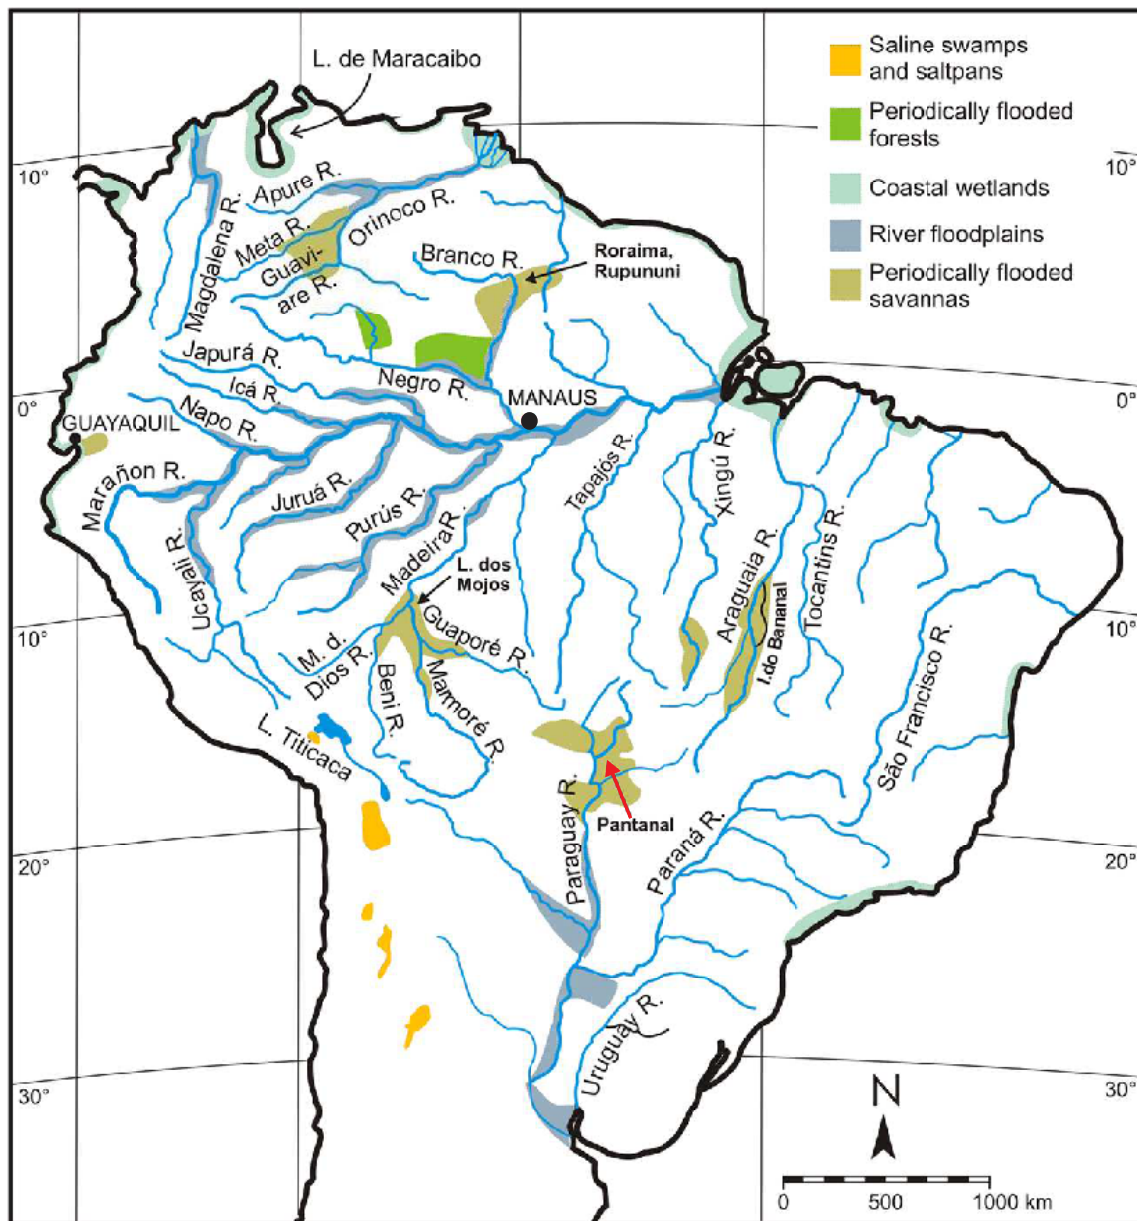 L. de Maracaibo
Saline swamps
and saltpans
Periodically flooded
forests
Coastal wetlands
River floodplains
Periodically flooded
savannas
10°
10°
Apure R.
Magdalena R.
Meta R.
Orinoco R.
Guavi-
are R.
Branco R.
Roraima,
Rupununi
Japurá R.
Icá R.
Negro R.
MANAUS
0°
0°
Napo R.
GUAYAQUIL
Marañon R.
Juruá R.
Purús R.
Tapajós R.
Xingú R.
Ucayali R.
Madeira R.
L. dos
Mojos
Araguaia R.
I.do Bananal
Tocantins R.
10°
10°
Guaporé R.
M. d.
Dios R.
Beni R.
Mamoré R.
São Francisco R.
L. Titicaca
Paraguay R.
Pantanal
Paraná R.
20°
20°
Uruguay R.
30°
30°
N
0 500 1000 km